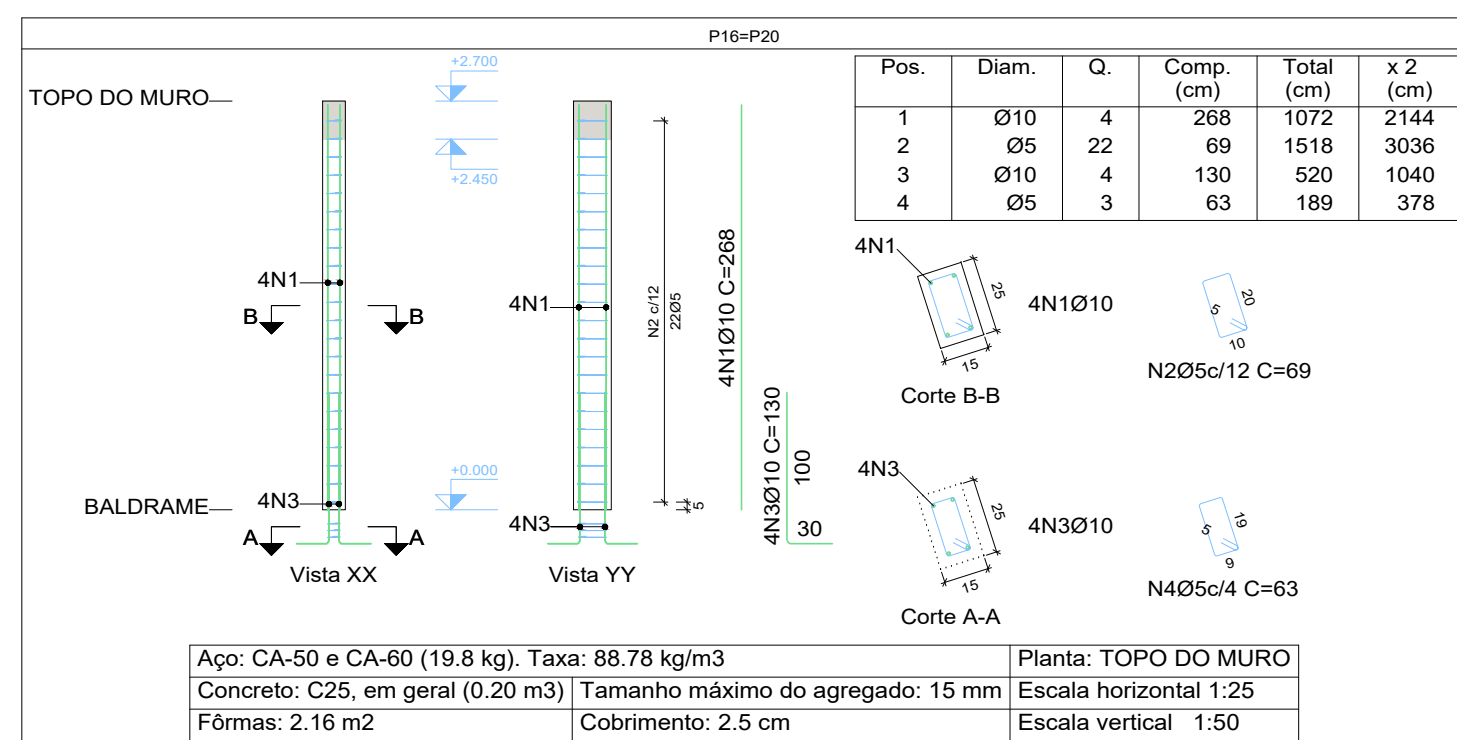 P16=P20
Pos. Diam. Q. Comp. (cm) Total (cm) x 2 (cm)
1 Ø10 4 268 1072 2144
2 Ø5 22 69 1518 3036
3 Ø10 4 130 520 1040
4 Ø5 3 63 189 378
TOPO DO MURO
+2.700
+2.450
4N1
B B
4N1
N2 c/12
22Ø5
4N1Ø10 C=268
4N3Ø10 C=130
100
30
+0.000
BALDRAME
4N3
4N3
5
A A
Vista XX
Vista YY
4N1
25
15
4N1Ø10
Corte B-B
20
5
10
N2Ø5c/12 C=69
4N3
25
15
4N3Ø10
Corte A-A
19
5
9
N4Ø5c/4 C=63
Aço: CA-50 e CA-60 (19.8 kg). Taxa: 88.78 kg/m3
Planta: TOPO DO MURO
Concreto: C25, em geral (0.20 m3)
Tamanho máximo do agregado: 15 mm
Escala horizontal 1:25
Fôrmas: 2.16 m2
Cobrimento: 2.5 cm
Escala vertical 1:50